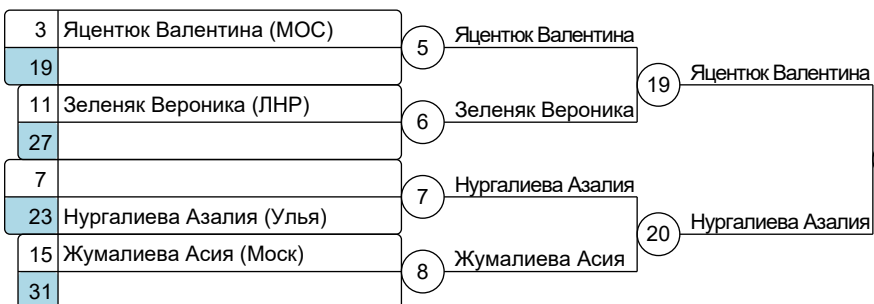 3 Яцентюк Валентина (МОС)
19
11 Зеленяк Вероника (ЛНР)
27
7
23 Нургалиева Азалия (Улья)
15 Жумалиева Асия (Моск)
31
5 Яцентюк Валентина
6 Зеленяк Вероника
7 Нургалиева Азалия
8 Жумалиева Асия
19 Яцентюк Валентина
20 Нургалиева Азалия